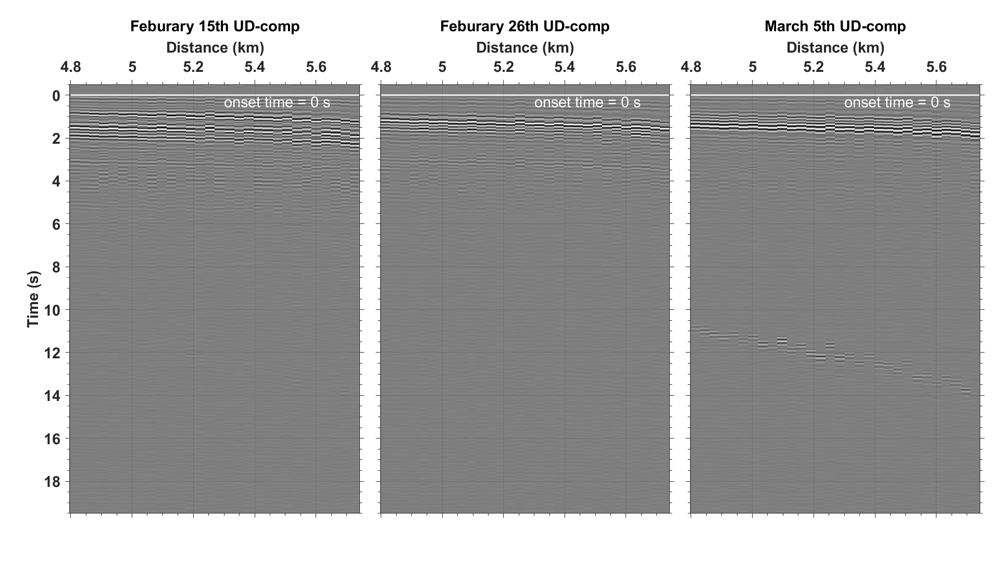 Feburary 15th UD-comp
Distance (km)
4.8 5 5.2 5.4 5.6
Feburary 26th UD-comp
Distance (km)
4.8 5 5.2 5.4 5.6
March 5th UD-comp
Distance (km)
4.8 5 5.2 5.4 5.6
Time (s)
0
2
4
6
8
10
12
14
16
18
onset time = 0 s
onset time = 0 s
onset time = 0 s